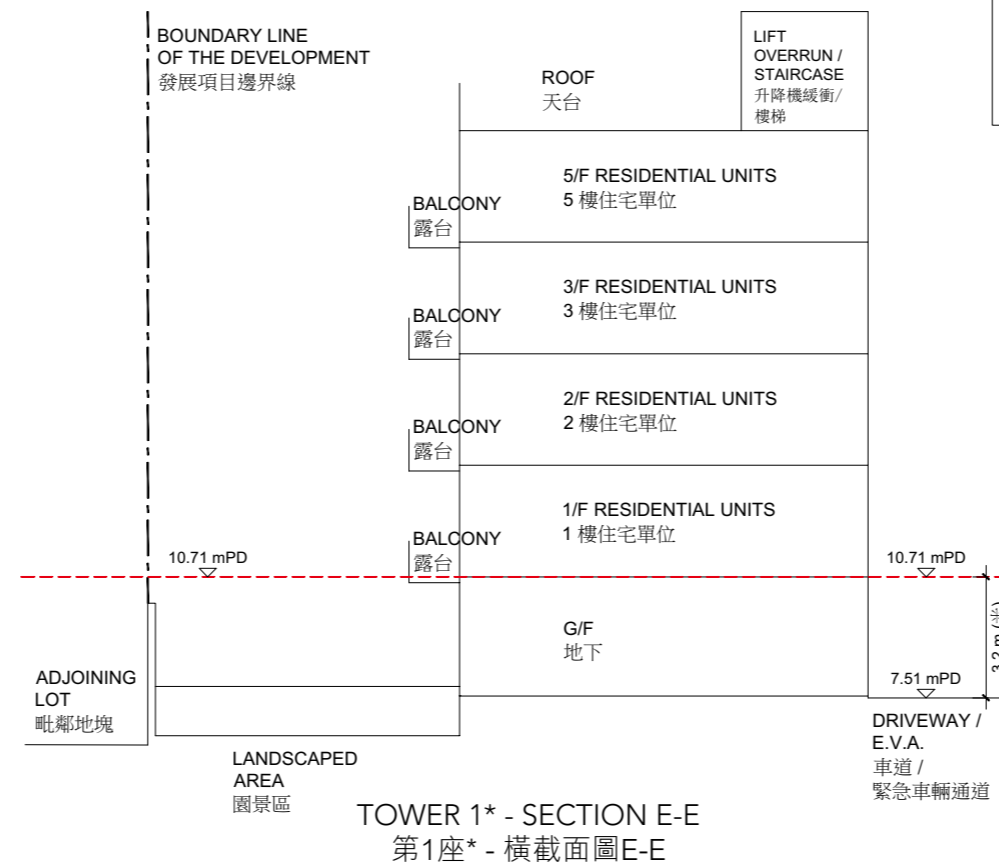 BOUNDARY LINE
OF THE DEVELOPMENT
發展項目邊界線
LIFT
OVERRUN /
STAIRCASE
升降機緩衝/
樓梯
ROOF
天台
5/F RESIDENTIAL UNITS
5 樓住宅單位
BALCONY
露台
3/F RESIDENTIAL UNITS
3 樓住宅單位
BALCONY
露台
2/F RESIDENTIAL UNITS
2 樓住宅單位
BALCONY
露台
1/F RESIDENTIAL UNITS
1 樓住宅單位
BALCONY
露台
10.71 mPD
10.71 mPD
G/F
地下
3.2 m (米)
7.51 mPD
ADJOINING
LOT
毗鄰地塊
DRIVEWAY /
E.V.A.
車道 /
緊急車輛通道
LANDSCAPED
AREA
園景區
TOWER 1* - SECTION E-E
第1座* - 橫截面圖E-E